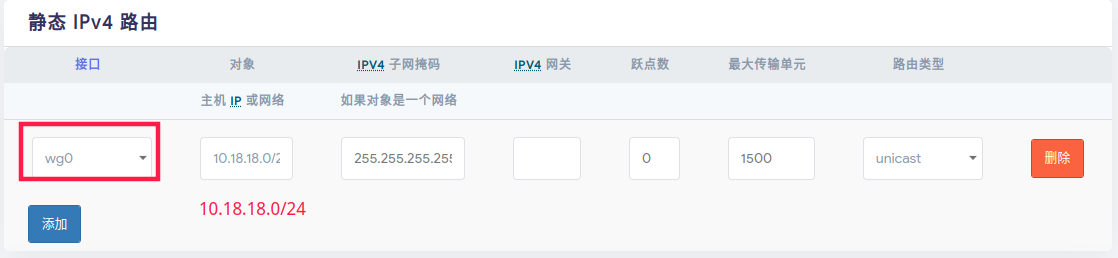 静态 IPv4 路由
接口 对象 IPV4 子网掩码 IPV4 网关 跃点数 最大传输单元 路由类型
主机 IP 或网络 如果对象是一个网络
wg0 10.18.18.0/2 255.255.255.255 0 1500 unicast 删除
10.18.18.0/24
添加